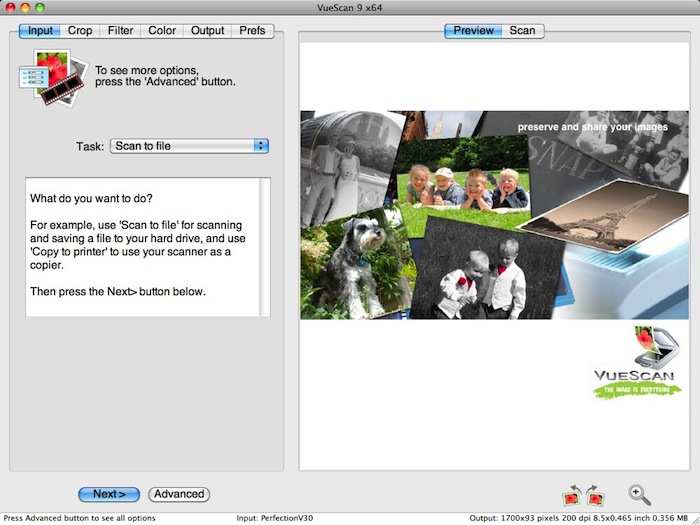 VueScan 9 x64
Input Crop Filter Color Output Prefs
To see more options,
press the 'Advanced' button.
Task: Scan to file
What do you want to do?
For example, use 'Scan to file' for scanning
and saving a file to your hard drive, and use
'Copy to printer' to use your scanner as a
copier.
Then press the Next> button below.
Next >
Advanced
Preview Scan
preserve and share your images
SNAP
VUESCAN
THE IMAGE IS EVERYTHING
Press Advanced button to see all options
Input: PerfectionV30
Output: 1700x93 pixels 200 dpi 8.5x0.465 inch 0.356 MB